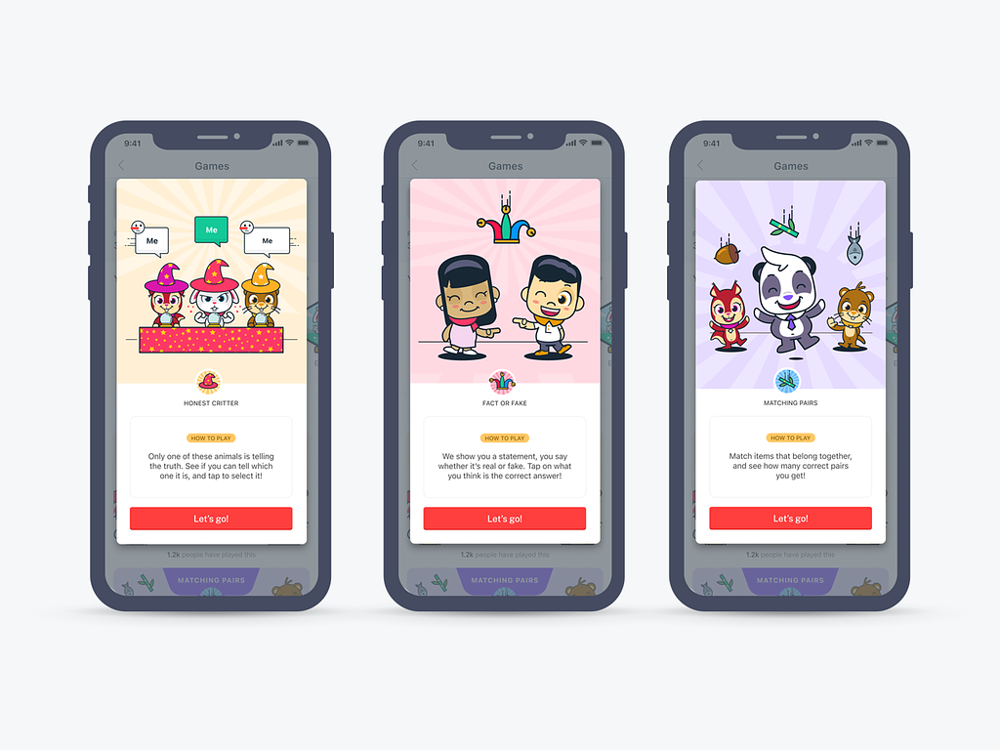 9:41
Games
Me
Me
Me
HONEST CRITTER
HOW TO PLAY
Only one of these animals is telling
the truth. See if you can tell which
one it is, and tap to select it!
Let's go!
1.2k people have played this
MATCHING PAIRS
9:41
Games
FACT OR FAKE
HOW TO PLAY
We show you a statement, you say
whether it's real or fake. Tap on what
you think is the correct answer!
Let's go!
1.2k people have played this
MATCHING PAIRS
9:41
Games
MATCHING PAIRS
HOW TO PLAY
Match items that belong together,
and see how many correct pairs
you get!
Let's go!
1.2k people have played this
MATCHING PAIRS